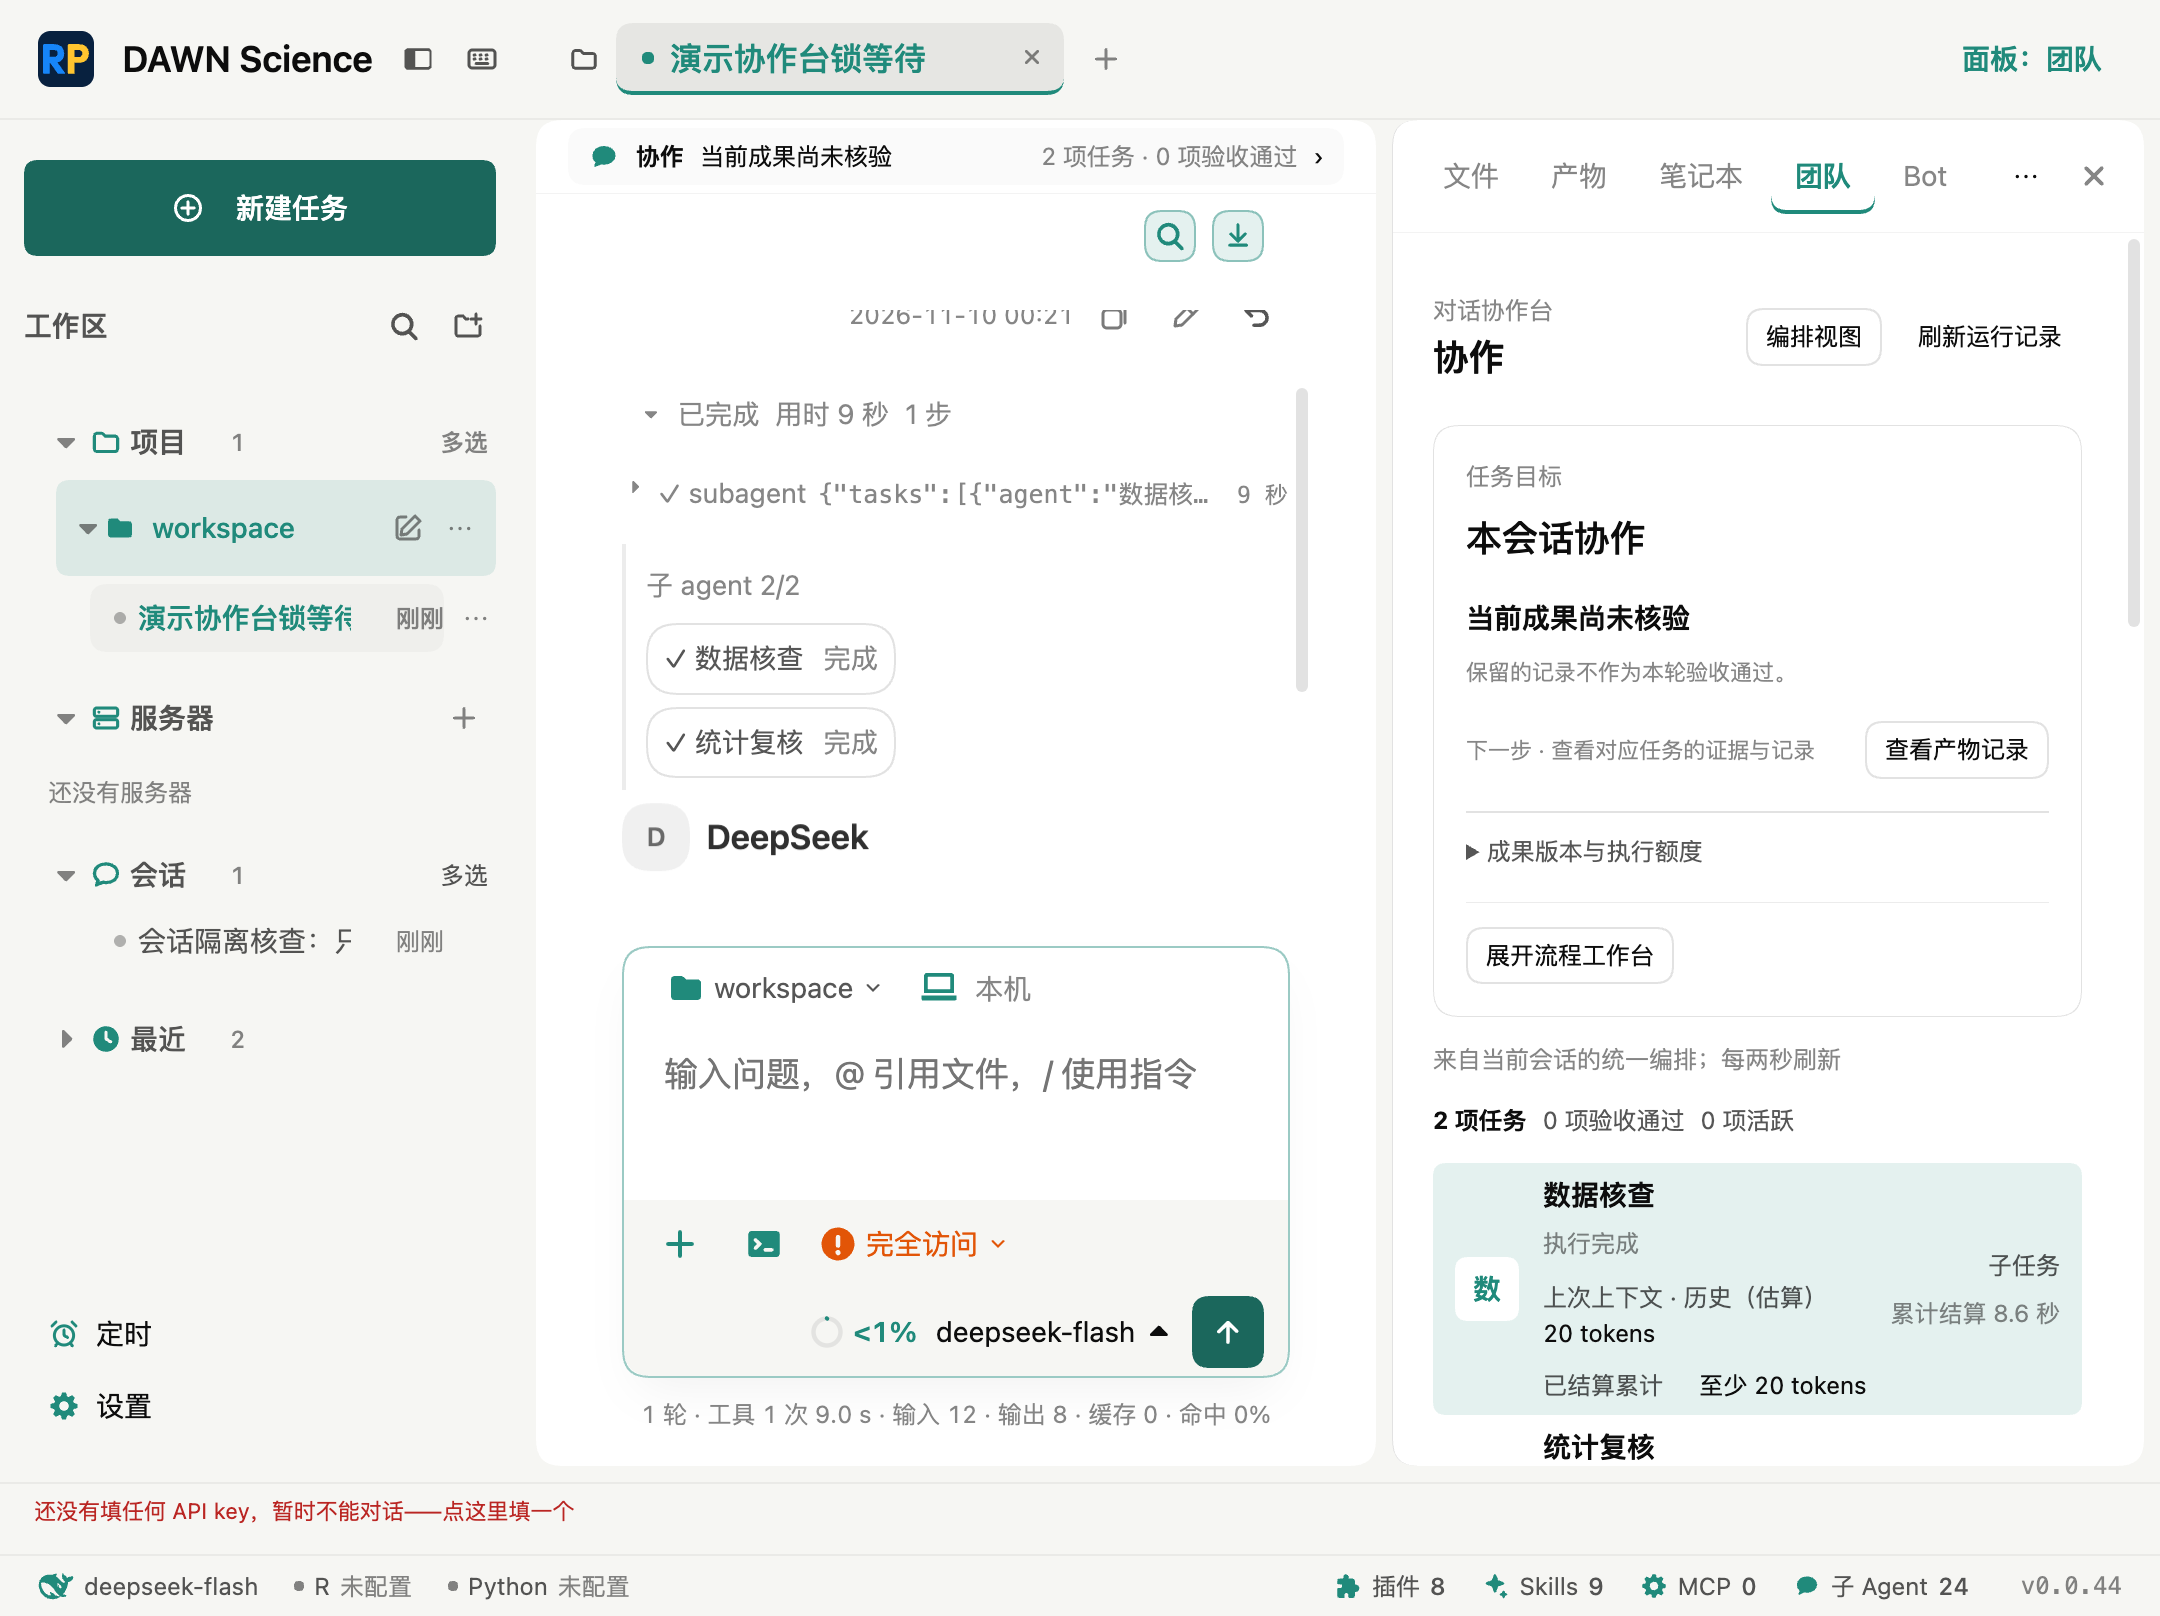 RP DAWN Science
演示协作台锁等待
面板：团队
新建任务
工作区
项目 1 多选
workspace
演示协作台锁等待 刚刚
服务器
还没有服务器
会话 1 多选
会话隔离核查： 刚刚
最近 2
定时
设置
协作 当前成果尚未核验 2 项任务 · 0 项验收通过
2026-11-10 00:21
已完成 用时 9 秒 1 步
subagent {"tasks":[{"agent":"数据核… 9 秒
子 agent 2/2
数据核查 完成
统计复核 完成
D DeepSeek
workspace 本机
输入问题，@ 引用文件，/ 使用指令
完全访问
<1% deepseek-flash
1 轮 · 工具 1 次 9.0 s · 输入 12 · 输出 8 · 缓存 0 · 命中 0%
文件 产物 笔记本 团队 Bot
对话协作台
协作
编排视图 刷新运行记录
任务目标
本会话协作
当前成果尚未核验
保留的记录不作为本轮验收通过。
下一步 · 查看对应任务的证据与记录 查看产物记录
成果版本与执行额度
展开流程工作台
来自当前会话的统一编排；每两秒刷新
2 项任务 0 项验收通过 0 项活跃
数
数据核查
执行完成
上次上下文 · 历史（估算）
20 tokens
已结算累计 至少 20 tokens
子任务
累计结算 8.6 秒
统计复核
还没有填任何 API key，暂时不能对话——点这里填一个
deepseek-flash R 未配置 Python 未配置
插件 8 Skills 9 MCP 0 子 Agent 24 v0.0.44